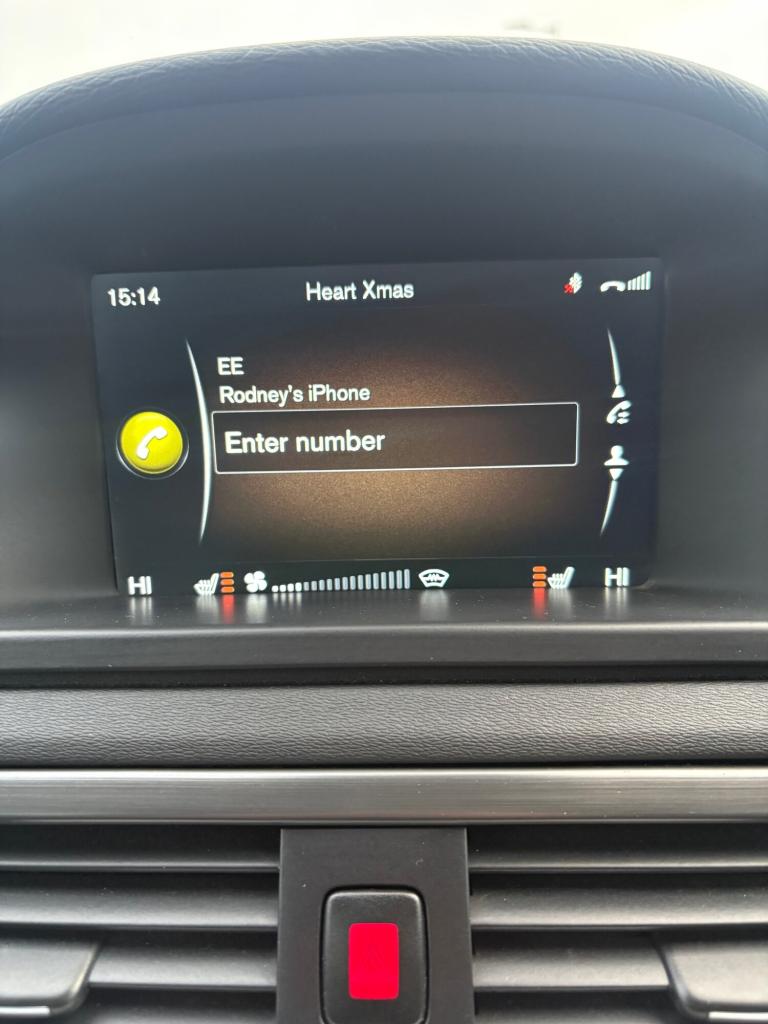 15:14 Heart Xmas
EE
Rodney's iPhone
Enter number
HI HI